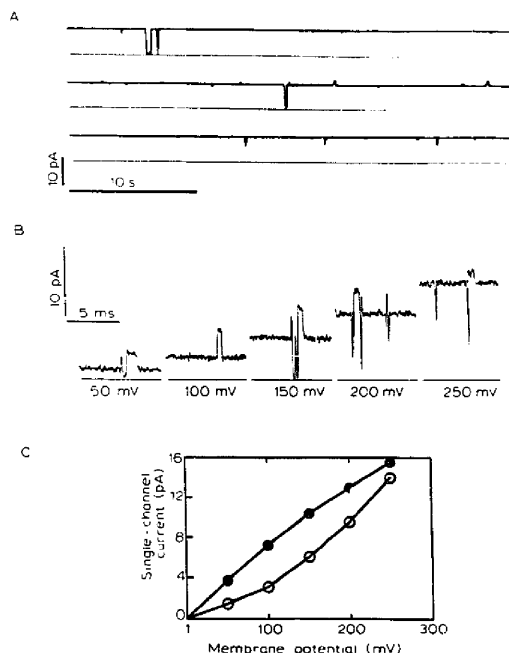 A
10 pA
10 s
B
10 pA
5 ms
50 mV 100 mV 150 mV 200 mV 250 mV
C
Single-channel
current (pA)
16
12
8
4
0
1 100 200 300
Membrane potential (mV)